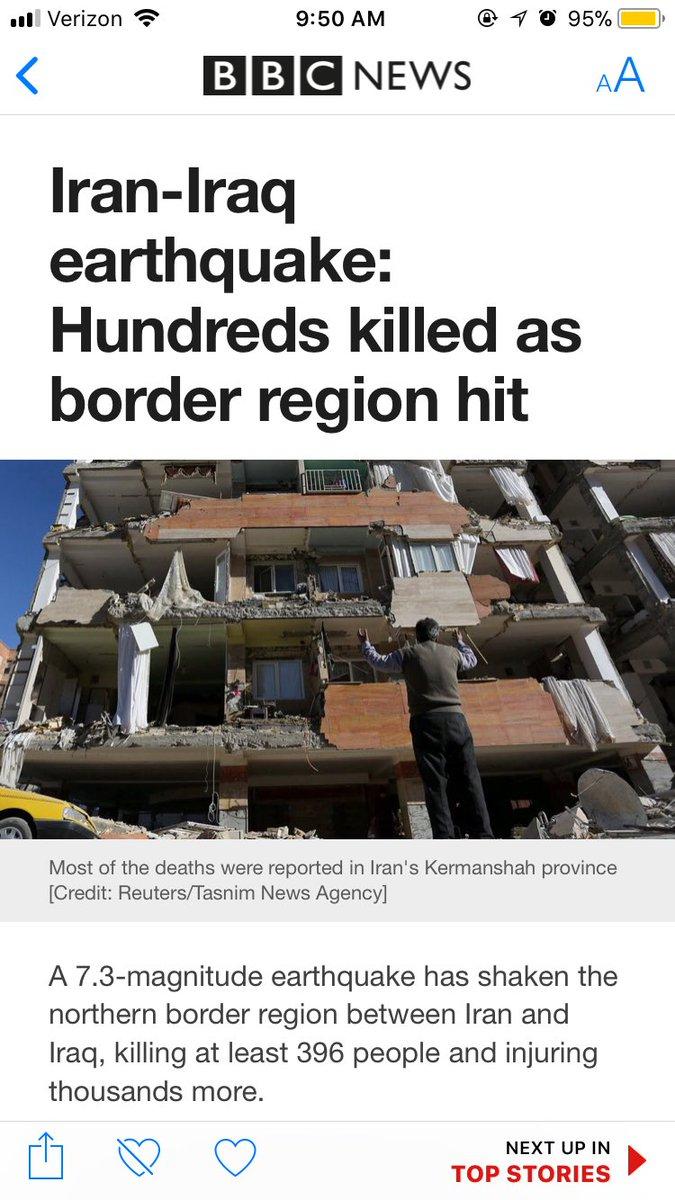 Verizon 9:50 AM 95%
BBC NEWS AA
Iran-Iraq
earthquake:
Hundreds killed as
border region hit
Most of the deaths were reported in Iran's Kermanshah province
[Credit: Reuters/Tasnim News Agency]
A 7.3-magnitude earthquake has shaken the
northern border region between Iran and
Iraq, killing at least 396 people and injuring
thousands more.
NEXT UP IN
TOP STORIES